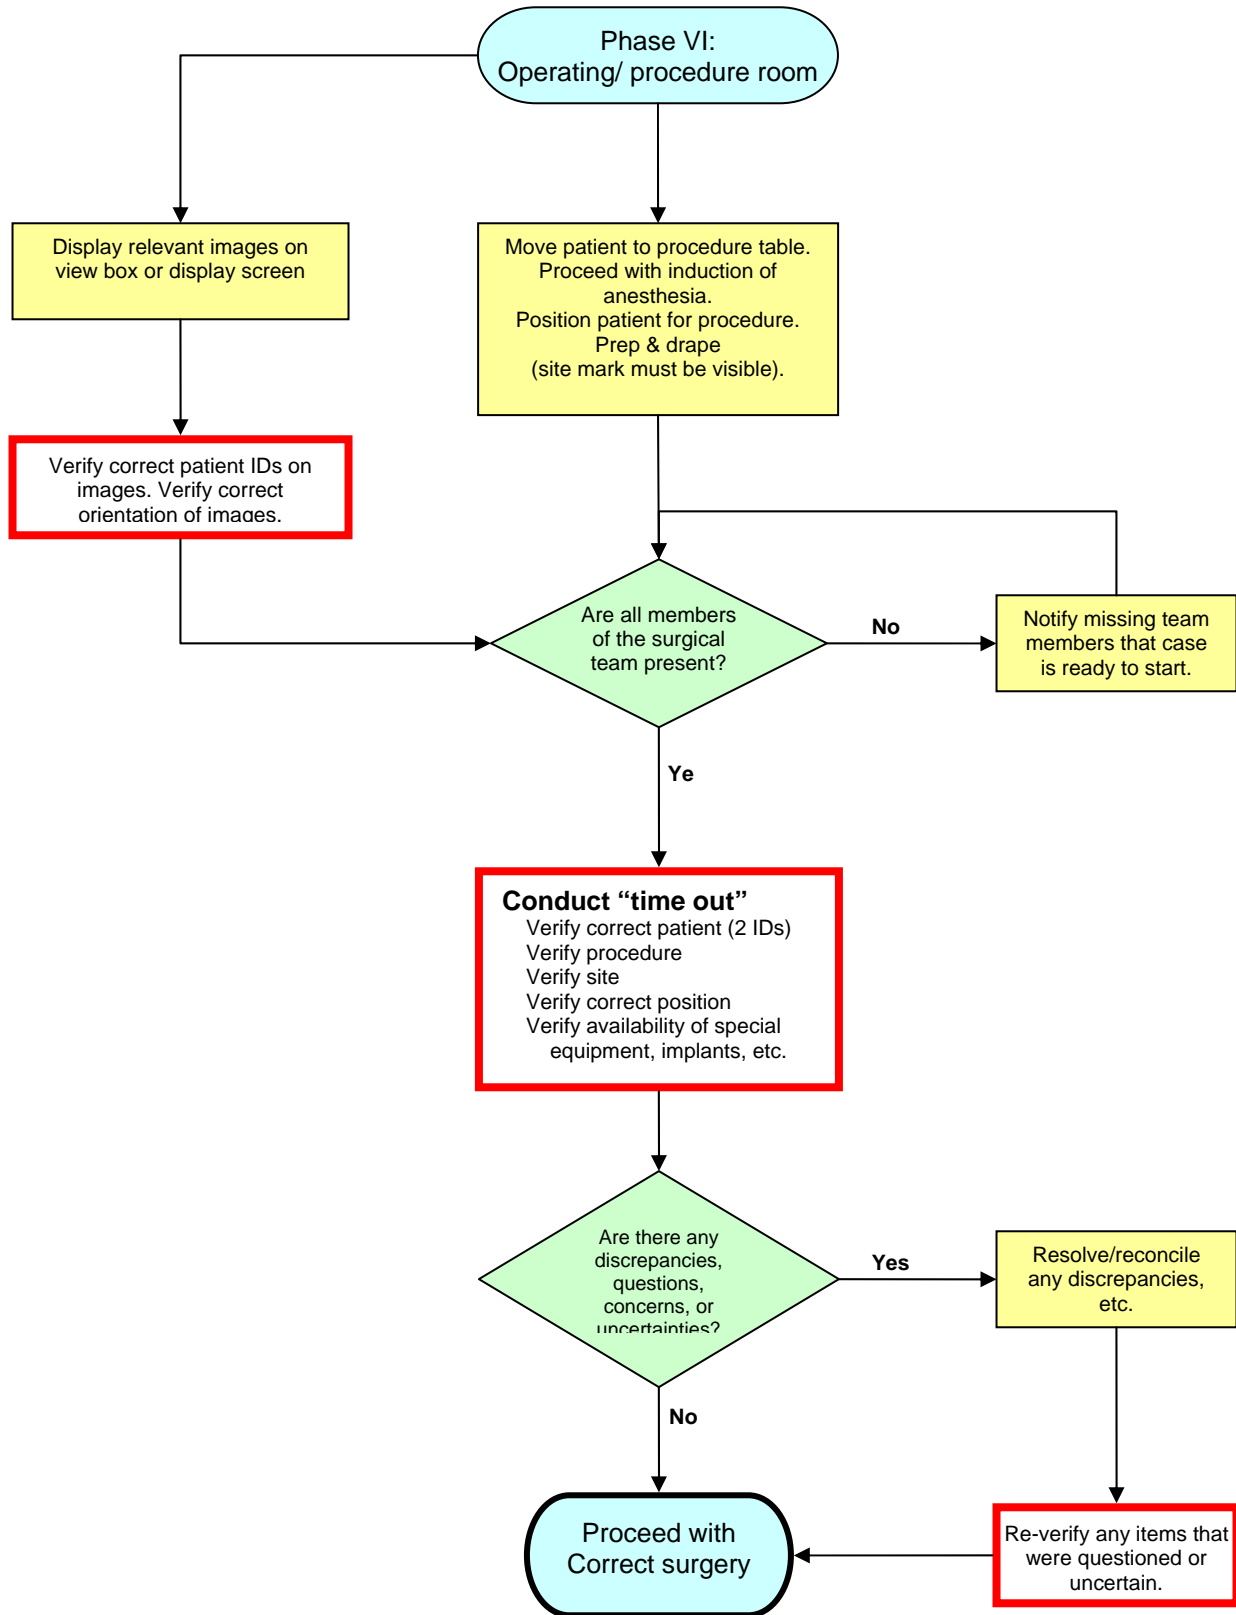 Phase VI:
Operating/ procedure room
Display relevant images on
view box or display screen
Move patient to procedure table.
Proceed with induction of
anesthesia.
Position patient for procedure.
Prep & drape
(site mark must be visible).
Verify correct patient IDs on
images. Verify correct
orientation of images.
Are all members
of the surgical
team present?
No
Notify missing team
members that case
is ready to start.
Ye
Conduct “time out”
Verify correct patient (2 IDs)
Verify procedure
Verify site
Verify correct position
Verify availability of special
equipment, implants, etc.
Are there any
discrepancies,
questions,
concerns, or
uncertainties?
Yes
Resolve/reconcile
any discrepancies,
etc.
No
Proceed with
Correct surgery
Re-verify any items that
were questioned or
uncertain.